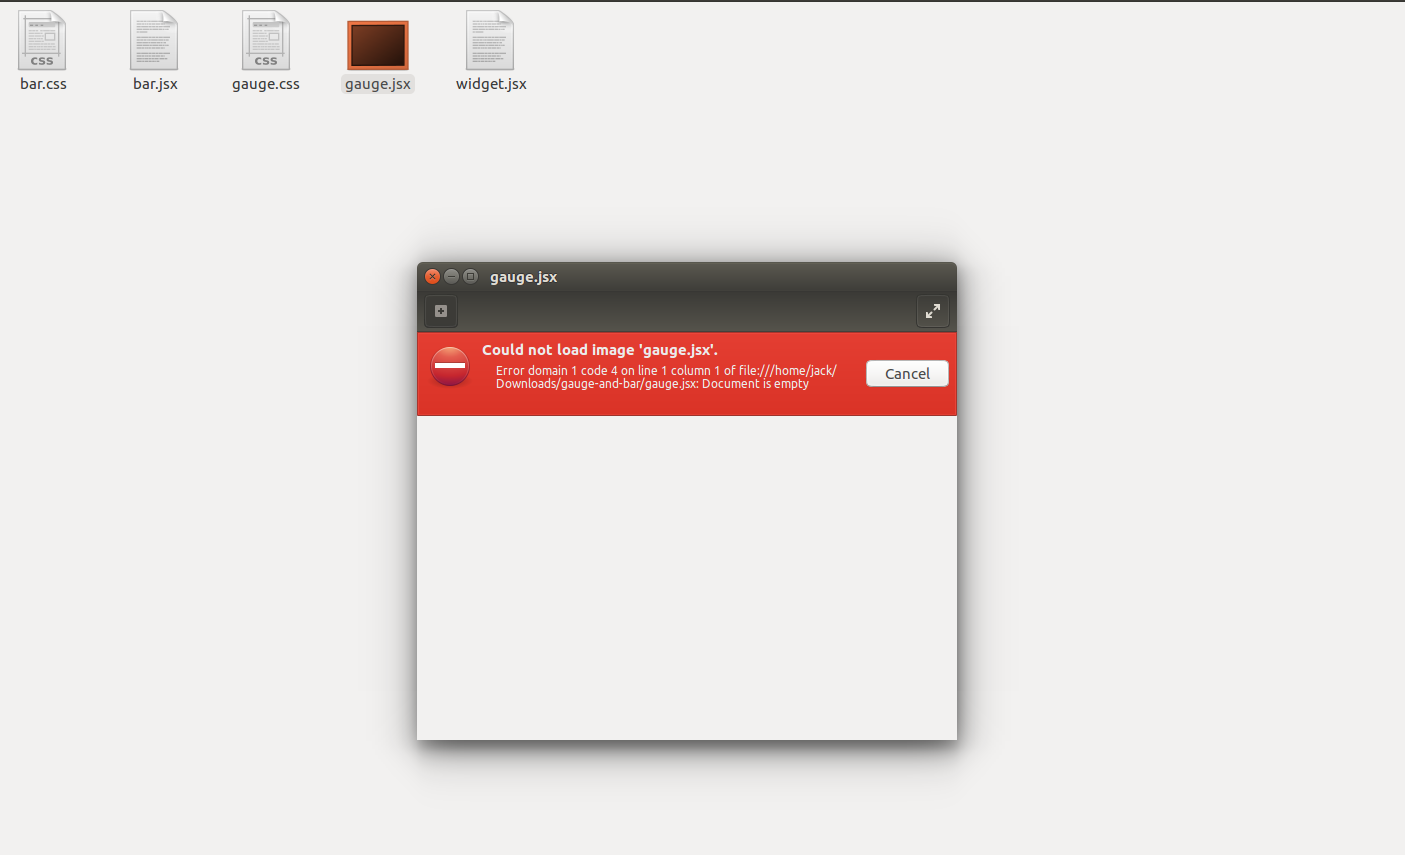 CSS
CSS
bar.css
bar.jsx
gauge.css
gauge.jsx
widget.jsx
gauge.jsx
Could not load image 'gauge.jsx'.
Error domain 1 code 4 on line 1 column 1 of file:///home/jack/
Downloads/gauge-and-bar/gauge.jsx: Document is empty
Cancel